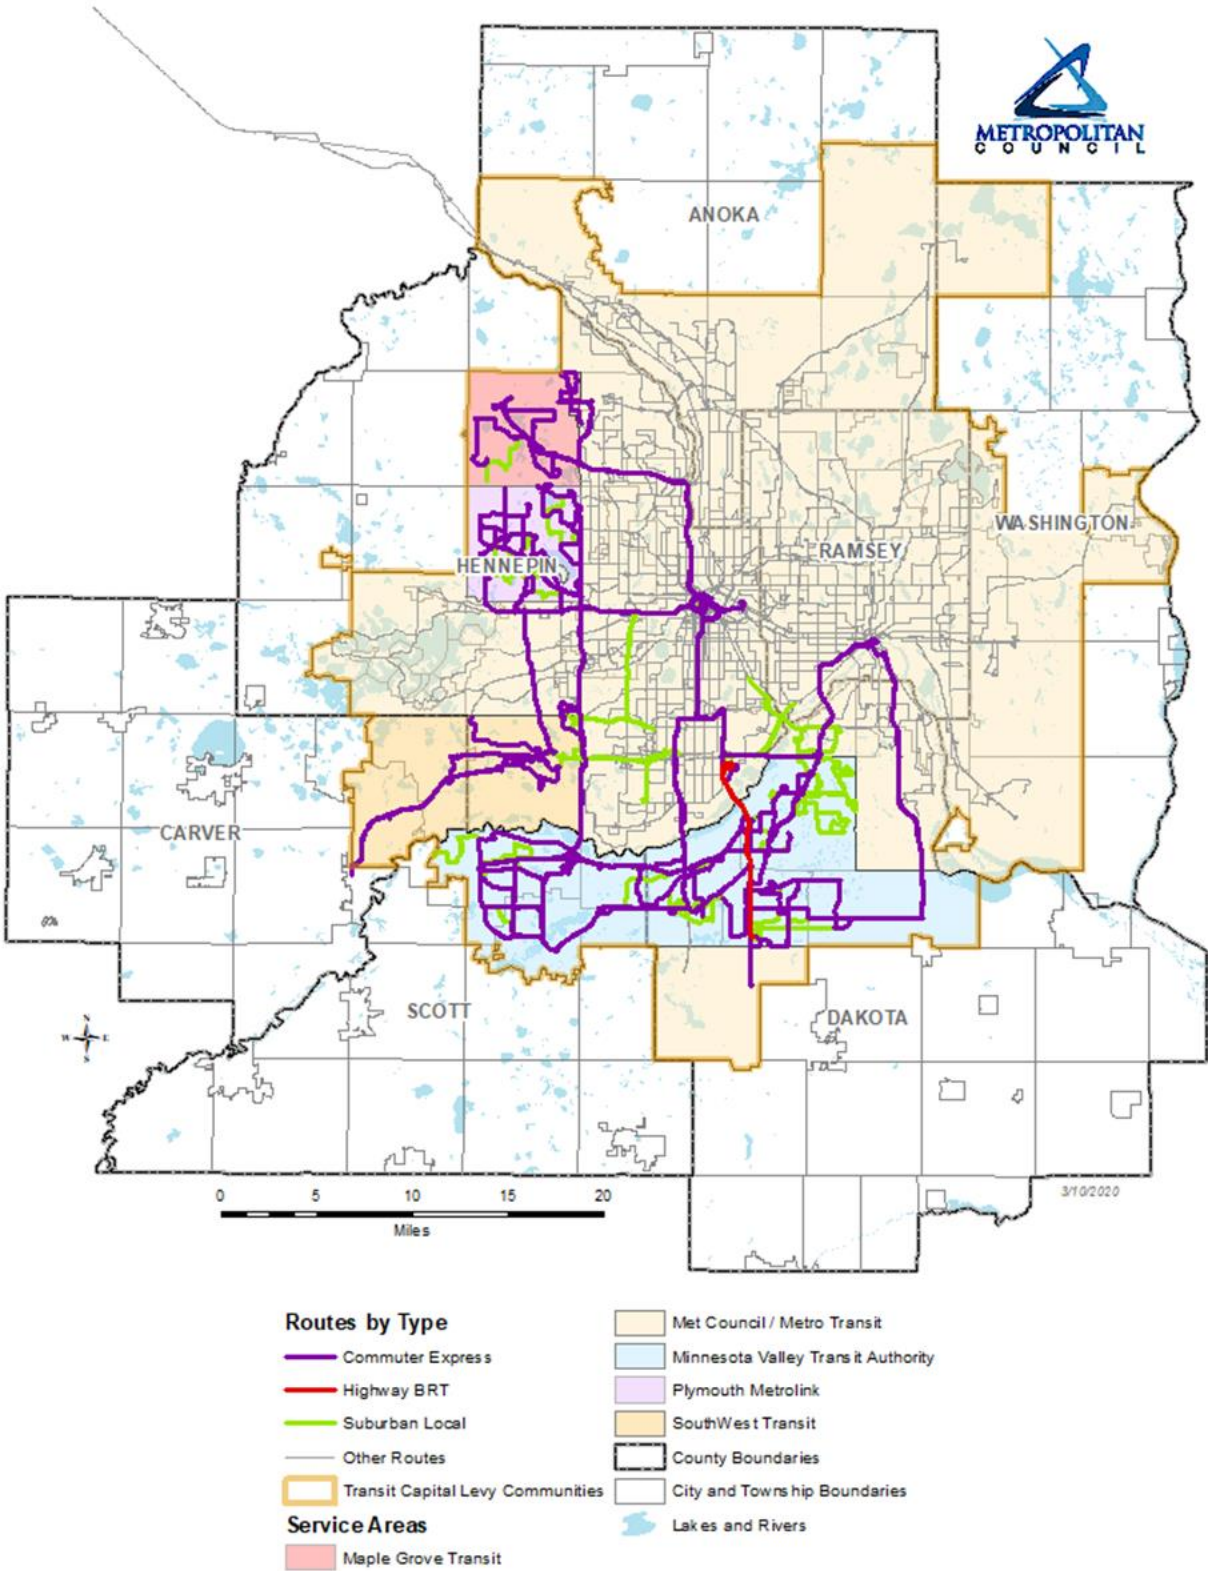 METROPOLITAN
COUNCIL
ANOKA
WASHINGTON
RAMSEY
HENNEPIN
CARVER
SCOTT
DAKOTA
N
W E
S
3/10/2020
0 5 10 15 20
Miles
Routes by Type
Commuter Express
Highway BRT
Suburban Local
Other Routes
Transit Capital Levy Communities
Service Areas
Maple Grove Transit
Met Council / Metro Transit
Minnesota Valley Transit Authority
Plymouth Metrolink
SouthWest Transit
County Boundaries
City and Township Boundaries
Lakes and Rivers